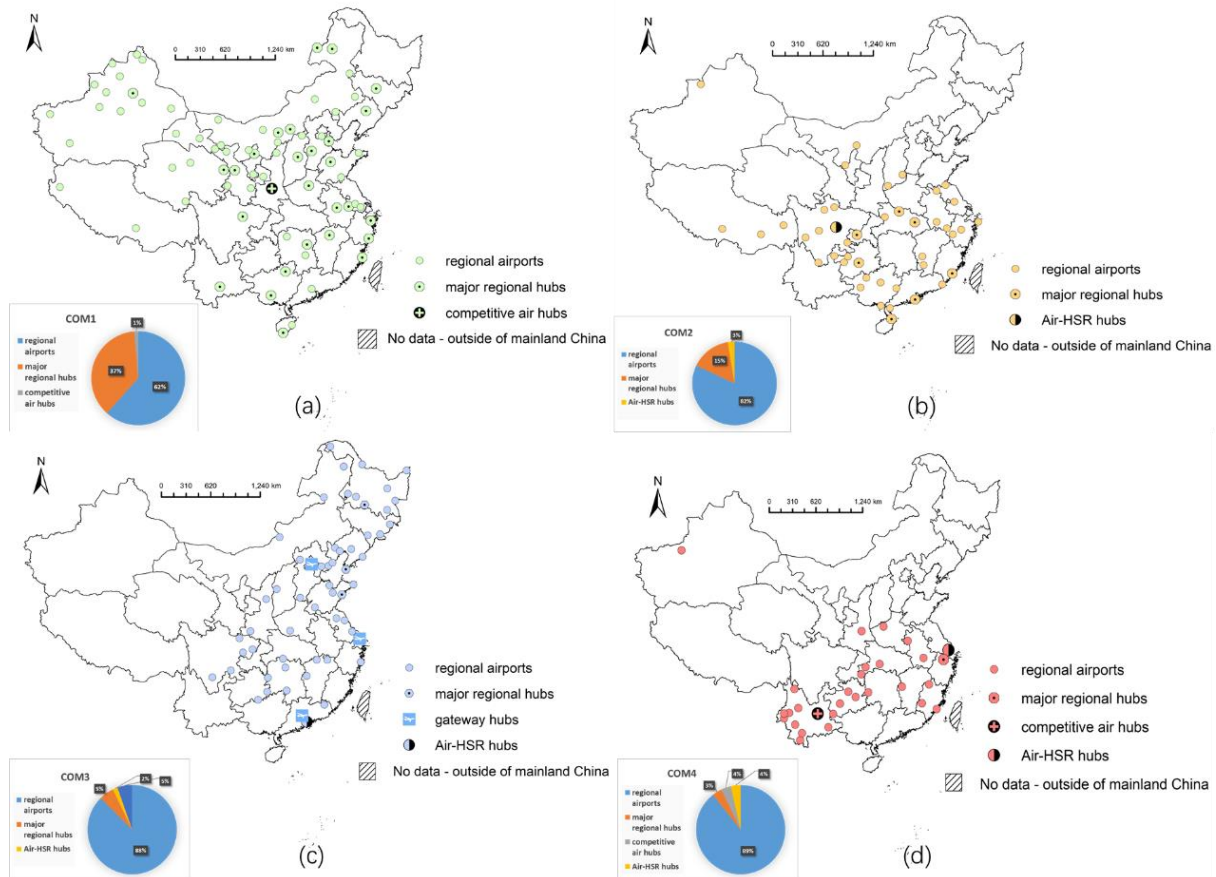 N
0 310 620 1,240 km
regional airports
major regional hubs
competitive air hubs
No data - outside of mainland China
COM1
regional
airports
major
regional hubs
competitive
air hubs
1%
37%
62%
(a)
N
0 310 620 1,240 km
regional airports
major regional hubs
Air-HSR hubs
No data - outside of mainland China
COM2
regional
airports
major
regional hubs
Air-HSR hubs
3%
15%
82%
(b)
N
0 310 620 1,240 km
regional airports
major regional hubs
gateway hubs
Air-HSR hubs
No data - outside of mainland China
COM3
regional
airports
major
regional hubs
Air-HSR hubs
5%
2%
5%
88%
(c)
N
0 310 620 1,240 km
regional airports
major regional hubs
competitive air hubs
Air-HSR hubs
No data - outside of mainland China
COM4
regional
airports
major
regional hubs
competitive
air hubs
Air-HSR hubs
3%
4%
4%
89%
(d)